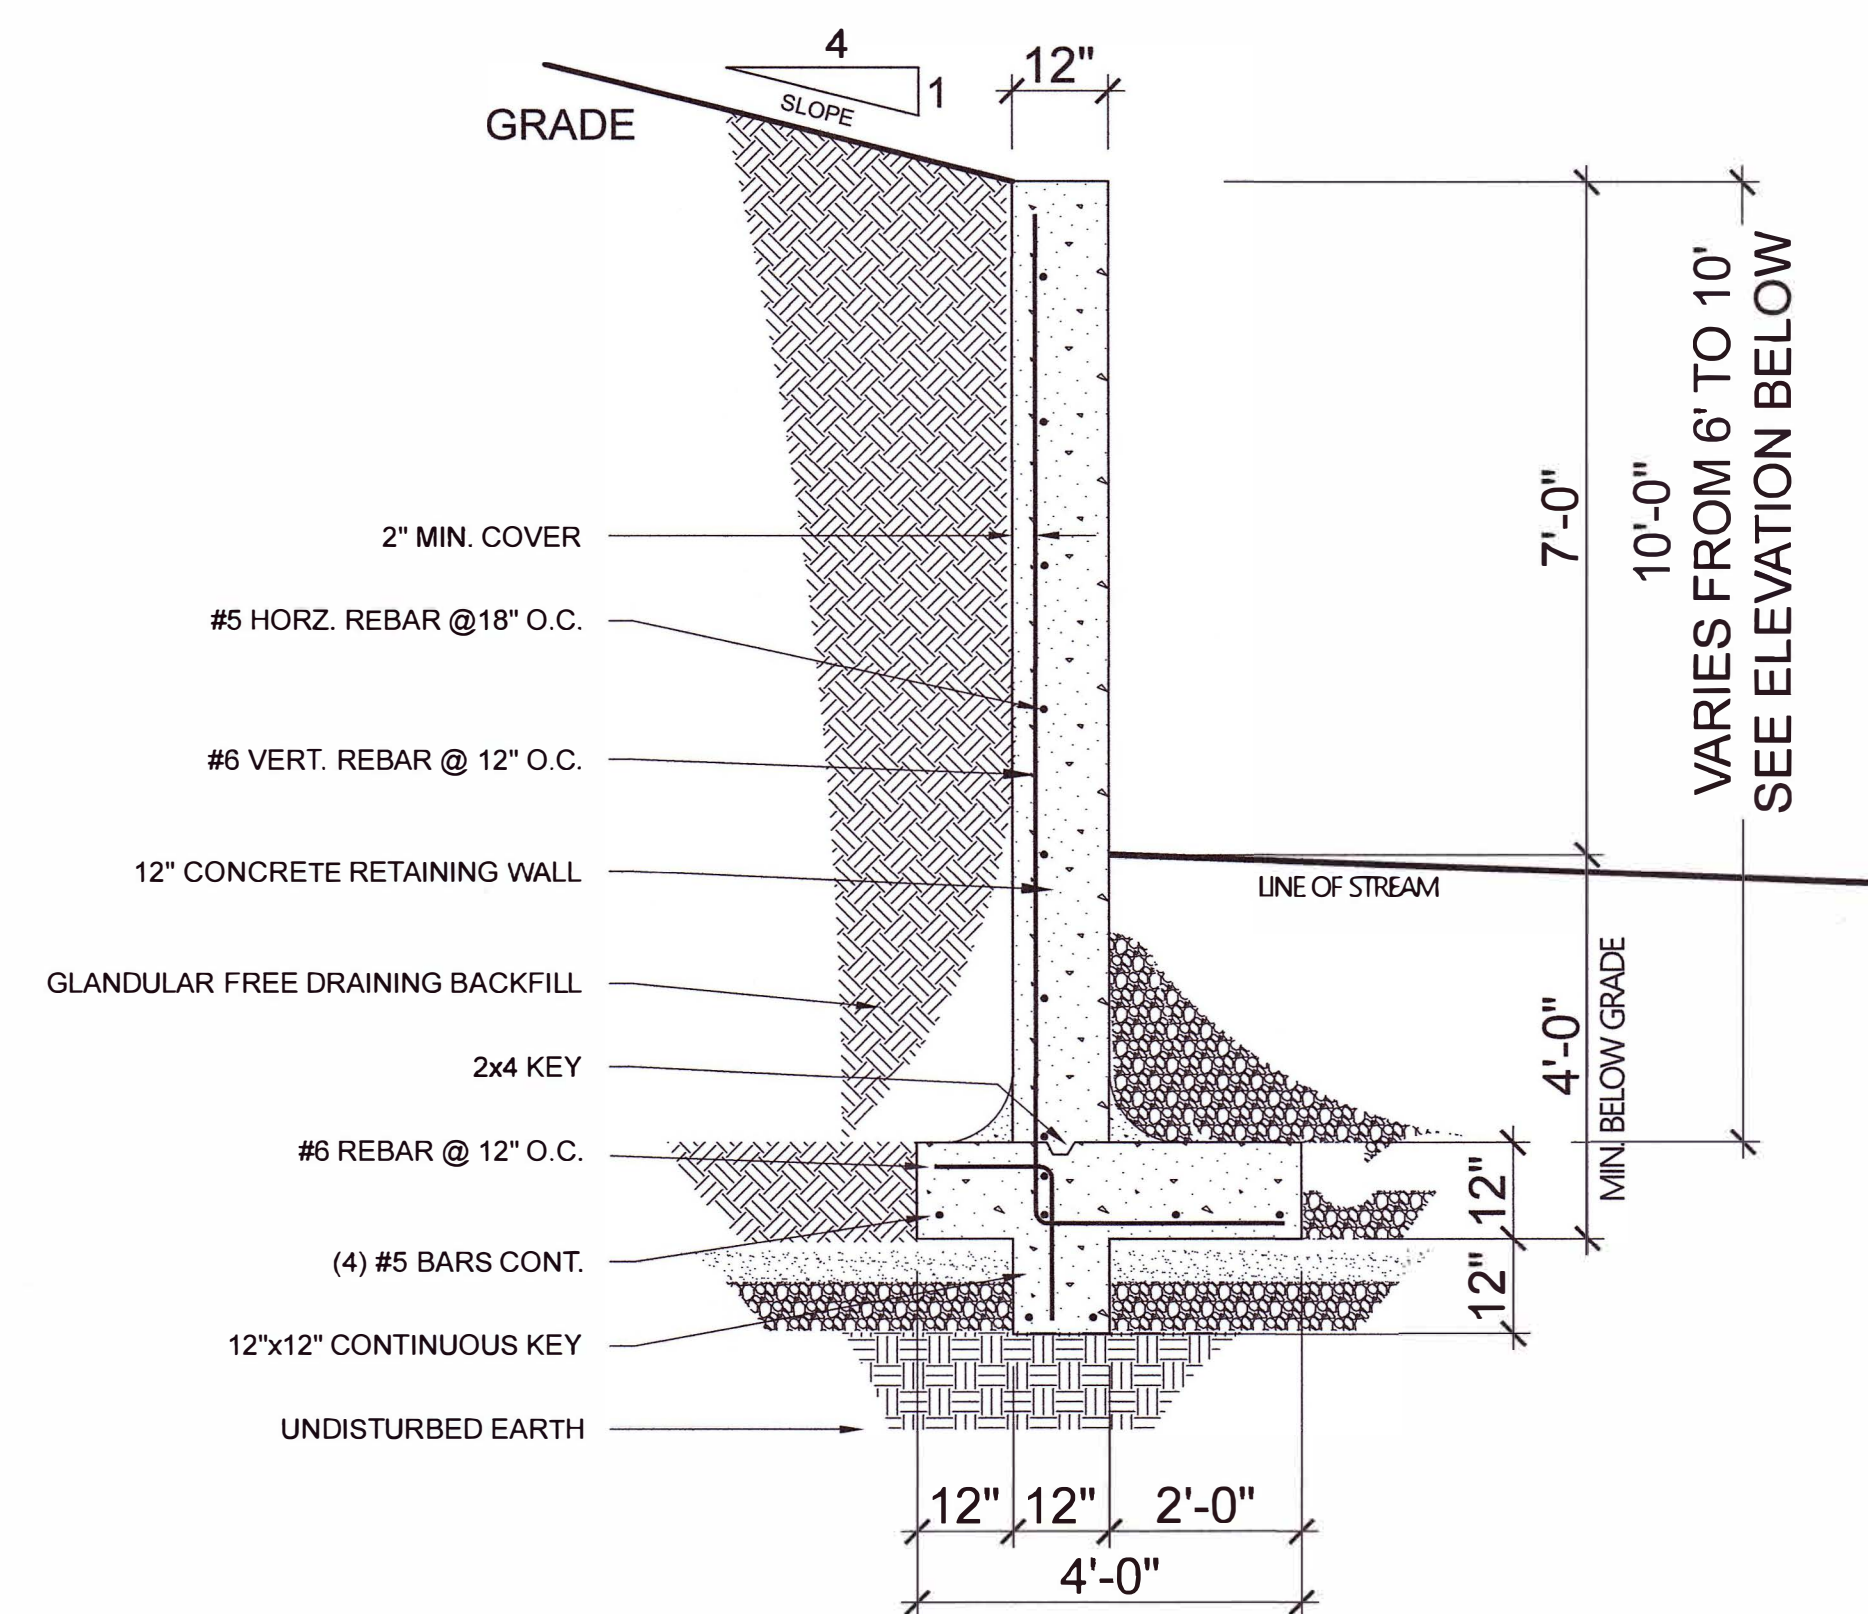 4
1
SLOPE
12"
GRADE
2" MIN. COVER
#5 HORZ. REBAR @18" O.C.
#6 VERT. REBAR @ 12" O.C.
12" CONCRETE RETAINING WALL
GLANDULAR FREE DRAINING BACKFILL
2x4 KEY
#6 REBAR @ 12" O.C.
(4) #5 BARS CONT.
12"x12" CONTINUOUS KEY
UNDISTURBED EARTH
7'-0"
10'-0"
VARIES FROM 6' TO 10'
SEE ELEVATION BELOW
LINE OF STREAM
4'-0"
MIN. BELOW GRADE
12"
12"
12"
12"
2'-0"
4'-0"